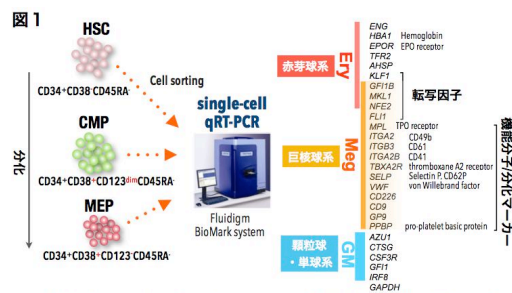 図1
HSC
CD34+CD38-CD45RA-
CMP
CD34+CD38+CD123dimCD45RA-
MEP
CD34+CD38+CD123-CD45RA-
分化
Cell sorting
single-cell
qRT-PCR
Fluidigm
BioMark system
赤芽球系
Ery
巨核球系
Meg
顆粒球
・単球系
GM
ENG
HBA1 Hemoglobin
EPOR EPO receptor
TFR2
AHSP
KLF1
GFI1B
MKL1
NFE2
FLI1
転写因子
MPL TPO receptor
ITGA2 CD49b
ITGB3 CD61
ITGA2B CD41
TBXA2R thromboxane A2 receptor
SELP Selectin P, CD62P
VWF von Willebrand factor
CD226
CD9
GP9
PPBP pro-platelet basic protein
AZU1
CTSG
CSF3R
GFI1
IRF8
GAPDH
機能分子/分化マーカー